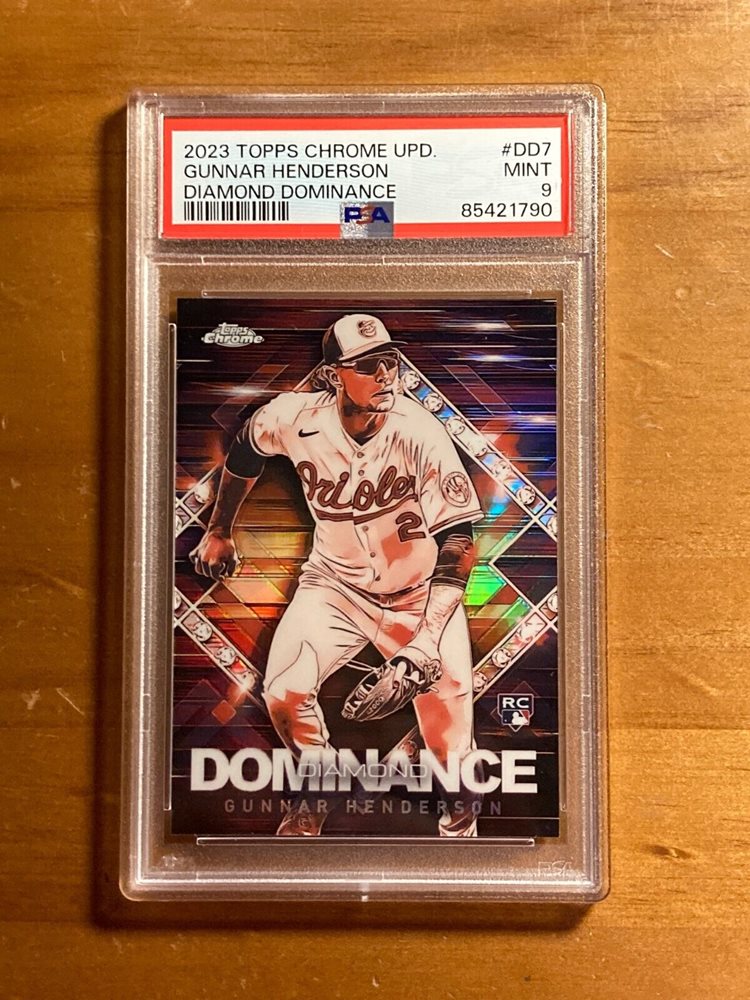 2023 TOPPS CHROME UPD. #DD7
GUNNAR HENDERSON MINT
DIAMOND DOMINANCE 9
PSA 85421790
Topps
Chrome
Orioles
2
RC
DOMINANCE
DIAMOND
GUNNAR HENDERSON
PSA